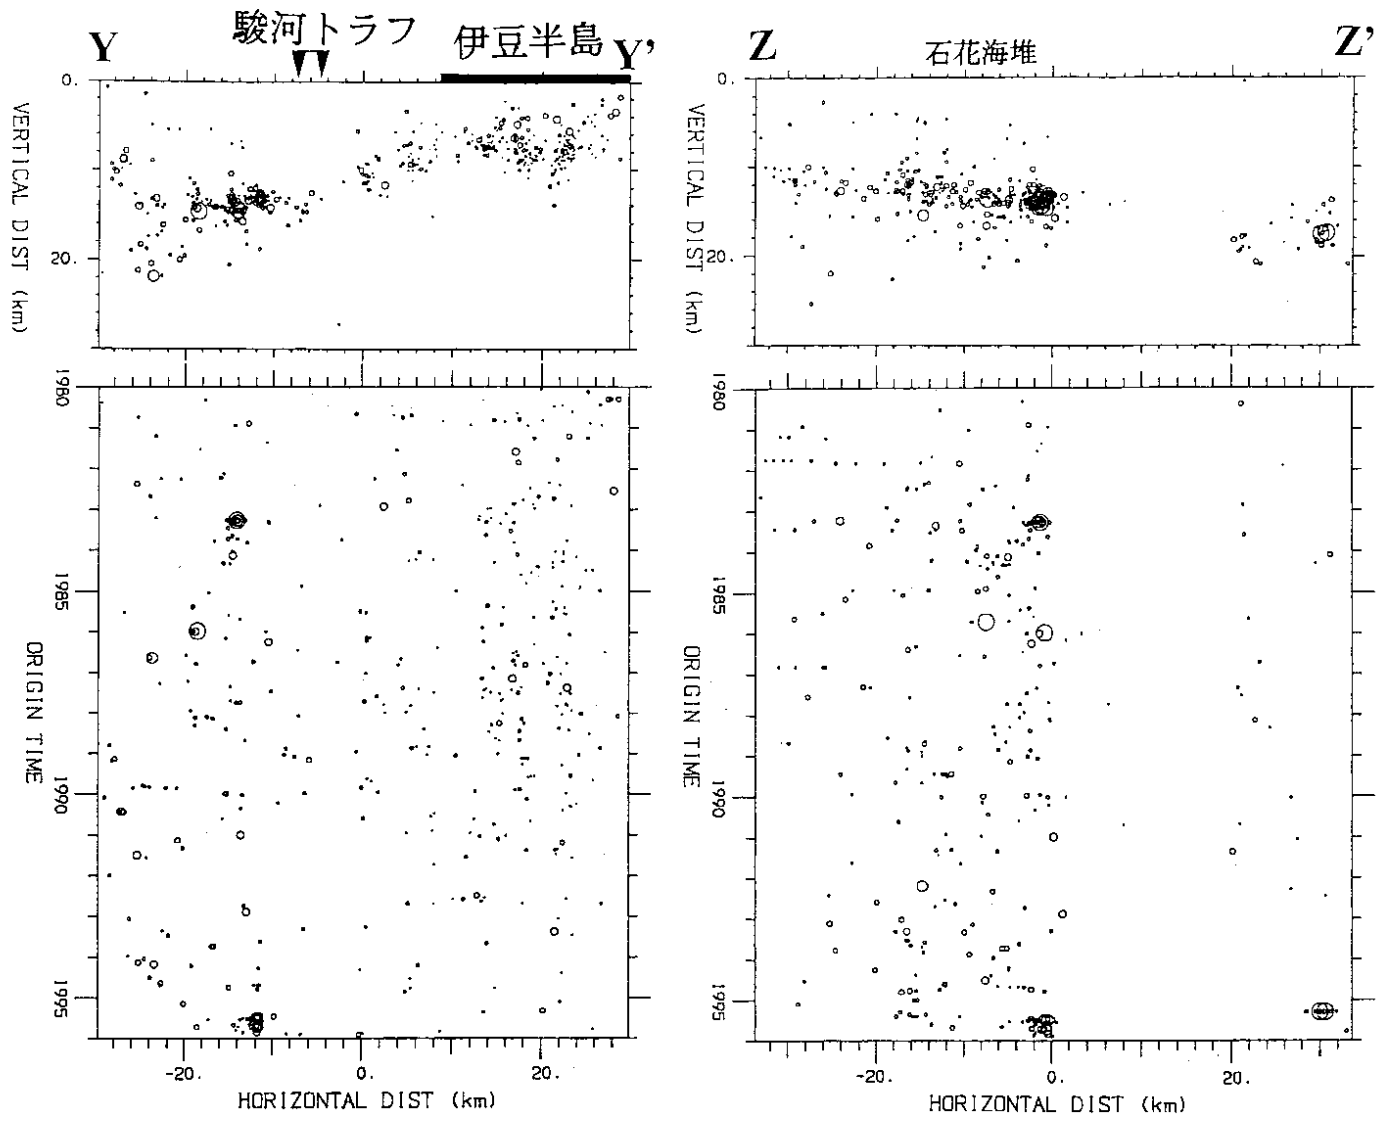 Y 駿河トラフ 伊豆半島 Y'
0.
20.
VERTICAL DIST (km)
1980
1985
1990
1995
ORIGIN TIME
-20. 0. 20.
HORIZONTAL DIST (km)
Z 石花海堆 Z'
0.
20.
VERTICAL DIST (km)
1980
1985
1990
1995
ORIGIN TIME
-20. 0. 20.
HORIZONTAL DIST (km)